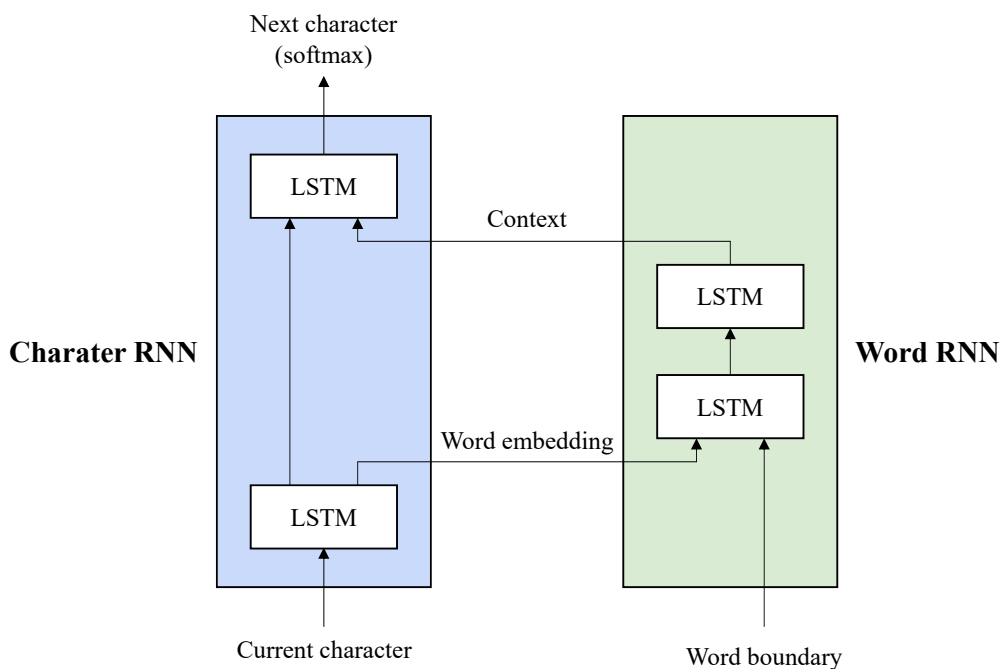 Next character
(softmax)
LSTM
Context
LSTM
Charater RNN
Word RNN
LSTM
Word embedding
LSTM
Current character
Word boundary